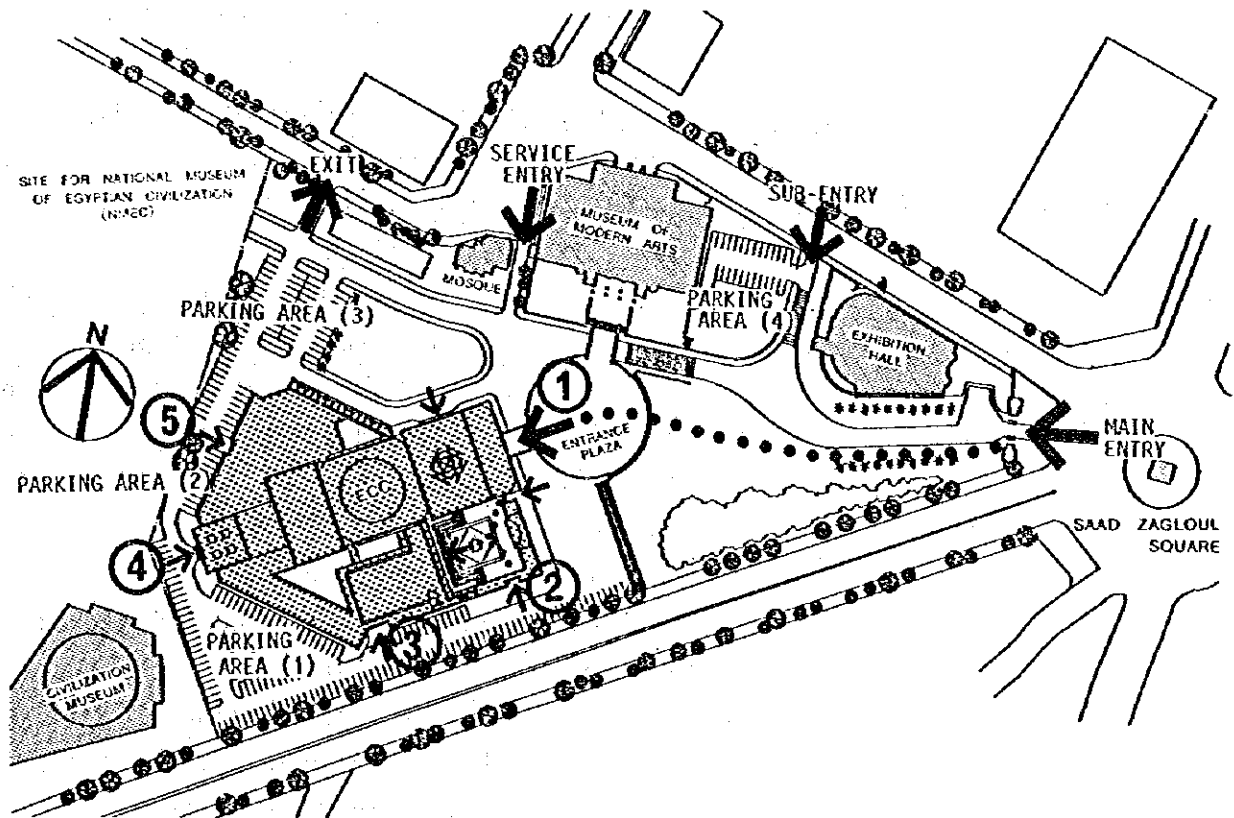 EXIT
SERVICE
ENTRY
SITE FOR NATIONAL MUSEUM
OF EGYPTIAN CIVILIZATION
(NMEC)
SUB-ENTRY
MUSEUM OF
MODERN ARTS
MOSQUE
PARKING AREA (3)
PARKING
AREA (4)
EXHIBITION
HALL
N
1
5
ENTRANCE
PLAZA
MAIN
ENTRY
PARKING AREA (2)
ECC
SAAD ZAGLOUL
SQUARE
4
2
3
PARKING
AREA (1)
CIVILIZATION
MUSEUM